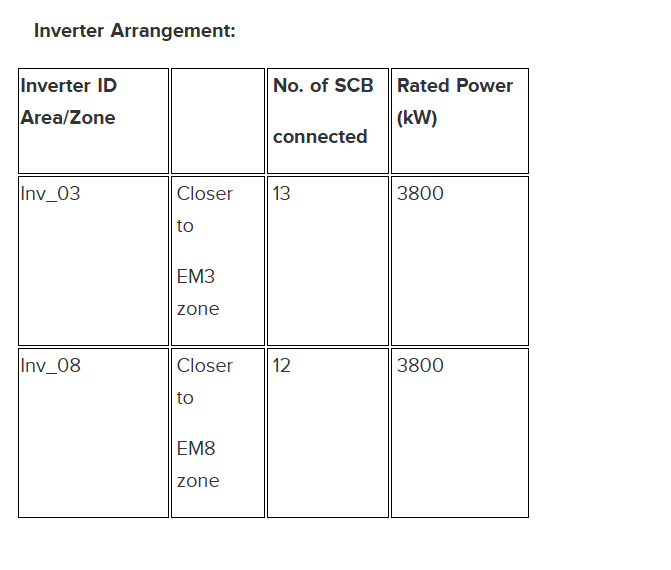 Inverter Arrangement:
Inverter ID
Area/Zone
No. of SCB
connected
Rated Power
(kW)
Inv_03
Closer
to
EM3
zone
13
3800
Inv_08
Closer
to
EM8
zone
12
3800